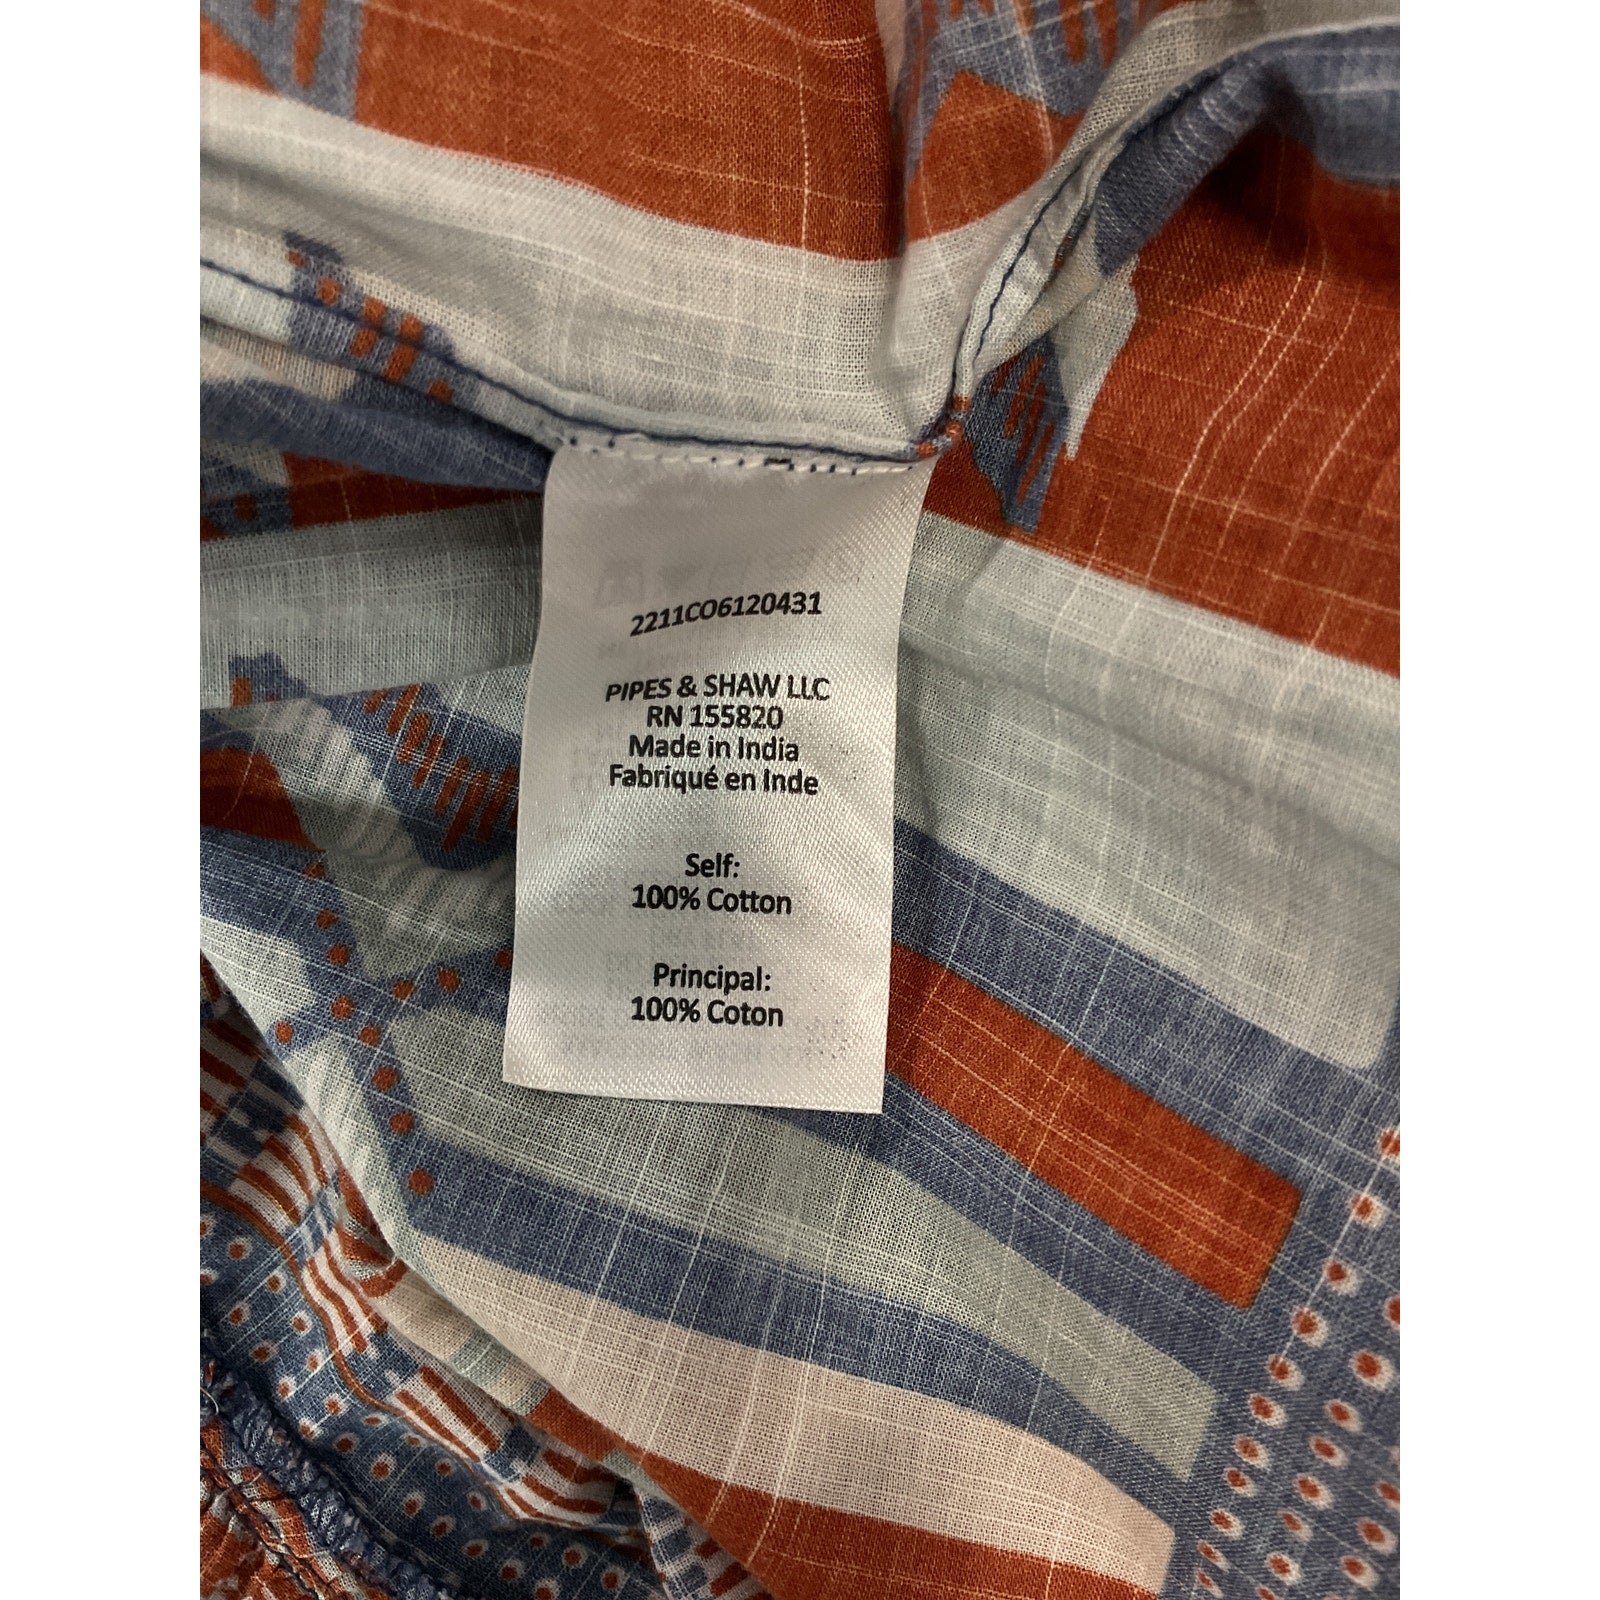 2211CO6120431
PIPES & SHAW LLC
RN 155820
Made in India
Fabriqué en Inde
Self:
100% Cotton
Principal:
100% Coton